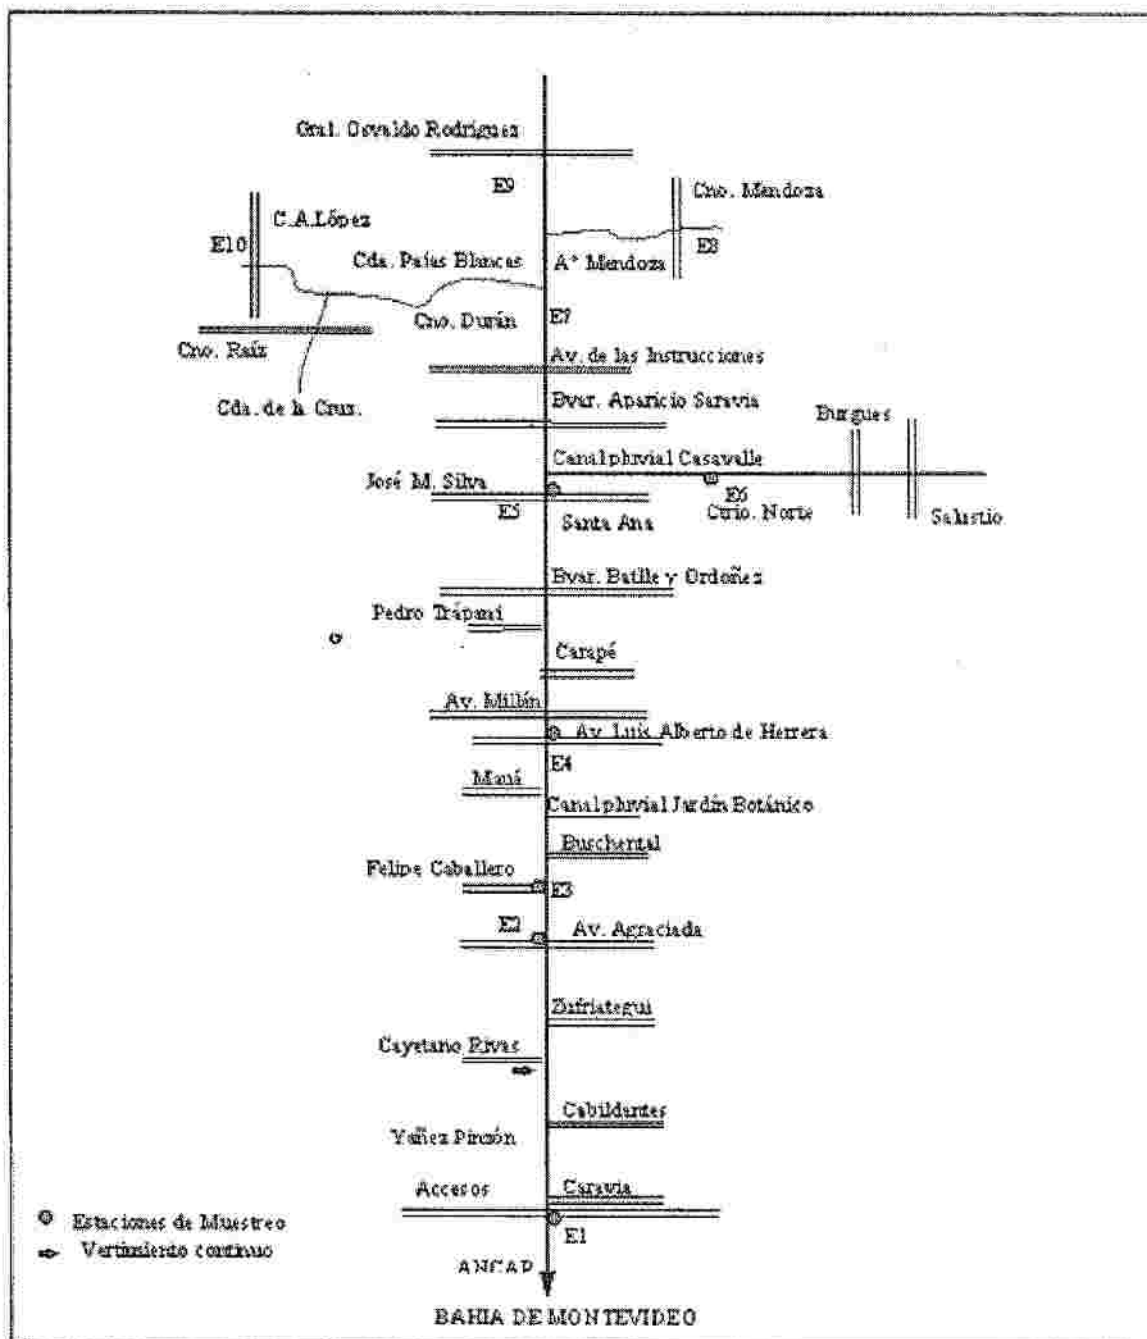 Gral. Osvaldo Rodríguez
E9
Cno. Mendoza
C.A.López
E10
E8
Cda. Pajas Blancas
Aº Mendoza
Cno. Durán
E7
Cno. Raíz
Av. de las Instrucciones
Cda. de la Cruz.
Bvar. Aparicio Saravia
Burgues
Canal pluvial Casavalle
José M. Silva
E6
E5
Santa Ana
Ctrio. Norte
Salustio
Bvar. Batlle y Ordoñez
Pedro Trápani
Carapé
Av. Millán
Av. Luis Alberto de Herrera
E4
Canal pluvial Jardín Botánico
Buschental
Felipe Caballero
E3
E2
Av. Agraciada
Zufriategui
Cayetano Rivas
Cabildantes
Yañez Pinzón
Accesos
Caravia
Estaciones de Muestreo
E1
Vertimiento continuo
ANCAP
BAHIA DE MONTEVIDEO